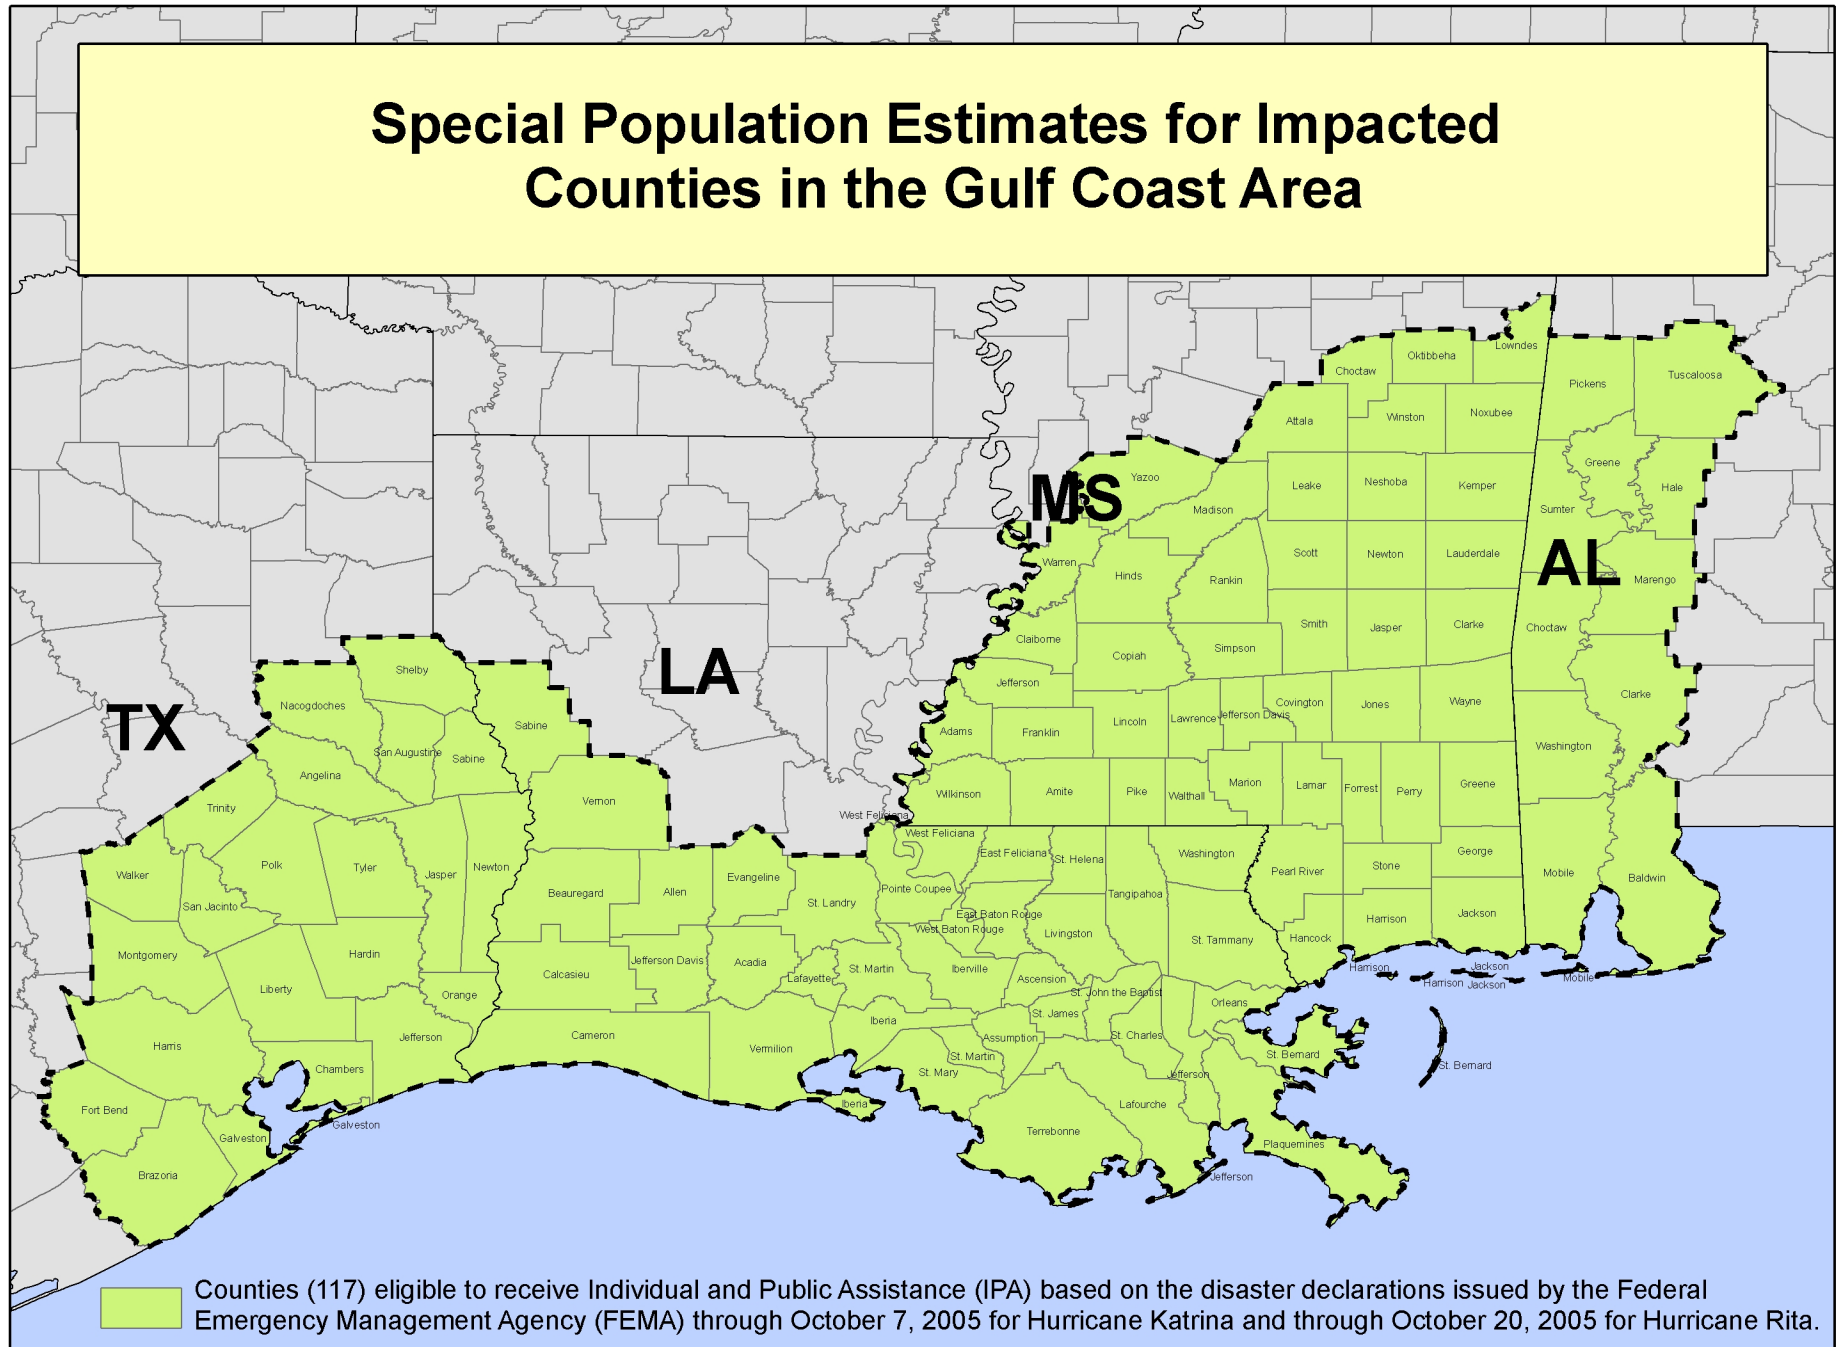 Special Population Estimates for Impacted
Counties in the Gulf Coast Area
Lowndes
Oktibbeha
Choctaw
Tuscaloosa
Pickens
Noxubee
Winston
Attala
Greene
Yazoo
Leake
Neshoba
Kemper
Hale
MS
Madison
Sumter
Scott
Newton
Lauderdale
Warren
AL
Hinds
Rankin
Marengo
Smith
Jasper
Clarke
Choctaw
Claiborne
Simpson
Copiah
Shelby
LA
Jefferson
Clarke
Nacogdoches
Covington
Jones
Wayne
TX
Sabine
Lincoln
Lawrence
Jefferson Davis
Adams
Franklin
San Augustine
Sabine
Washington
Angelina
Marion
Lamar
Forrest
Perry
Greene
Wilkinson
Amite
Pike
Walthall
Vernon
Trinity
West Feliciana
West Feliciana
East Feliciana
St. Helena
Washington
George
Polk
Tyler
Jasper
Newton
Stone
Pearl River
Mobile
Baldwin
Walker
Evangeline
Beauregard
Allen
Pointe Coupee
Tangipahoa
San Jacinto
St. Landry
East Baton Rouge
West Baton Rouge
Harrison
Jackson
Livingston
St. Tammany
Hancock
Montgomery
Hardin
Jefferson Davis
Acadia
Calcasieu
Lafayette
St. Martin
Iberville
Harrison
Jackson
Mobile
Ascension
Harrison
Jackson
Liberty
Orange
St. John the Baptist
Orleans
St. James
Iberia
Harris
Jefferson
Cameron
Vermilion
Assumption
St. Charles
St. Martin
St. Bernard
St. Bernard
Chambers
St. Mary
Jefferson
Fort Bend
Iberia
Lafourche
Galveston
Galveston
Terrebonne
Plaquemines
Brazoria
Jefferson
Counties (117) eligible to receive Individual and Public Assistance (IPA) based on the disaster declarations issued by the Federal
Emergency Management Agency (FEMA) through October 7, 2005 for Hurricane Katrina and through October 20, 2005 for Hurricane Rita.